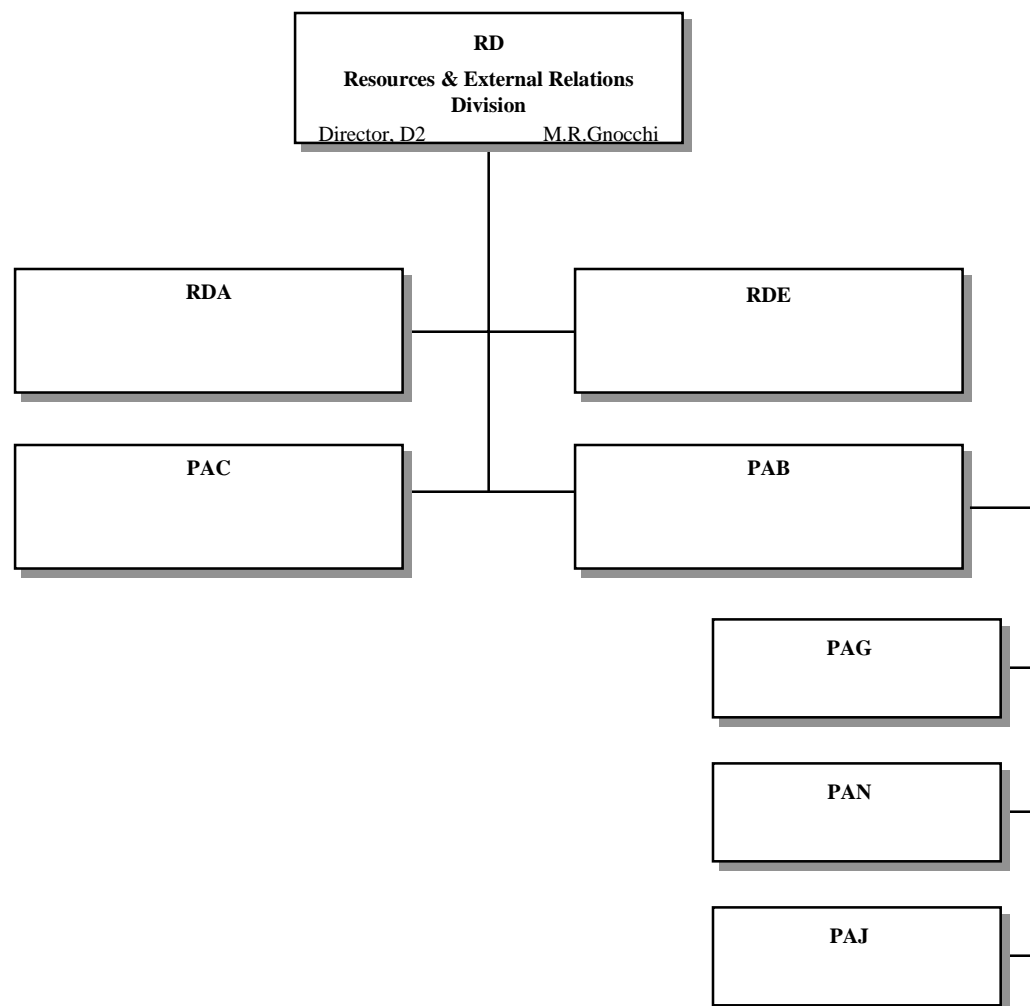 RD
Resources & External Relations
Division
Director, D2 M.R.Gnocchi
RDA
RDE
PAC
PAB
PAG
PAN
PAJ